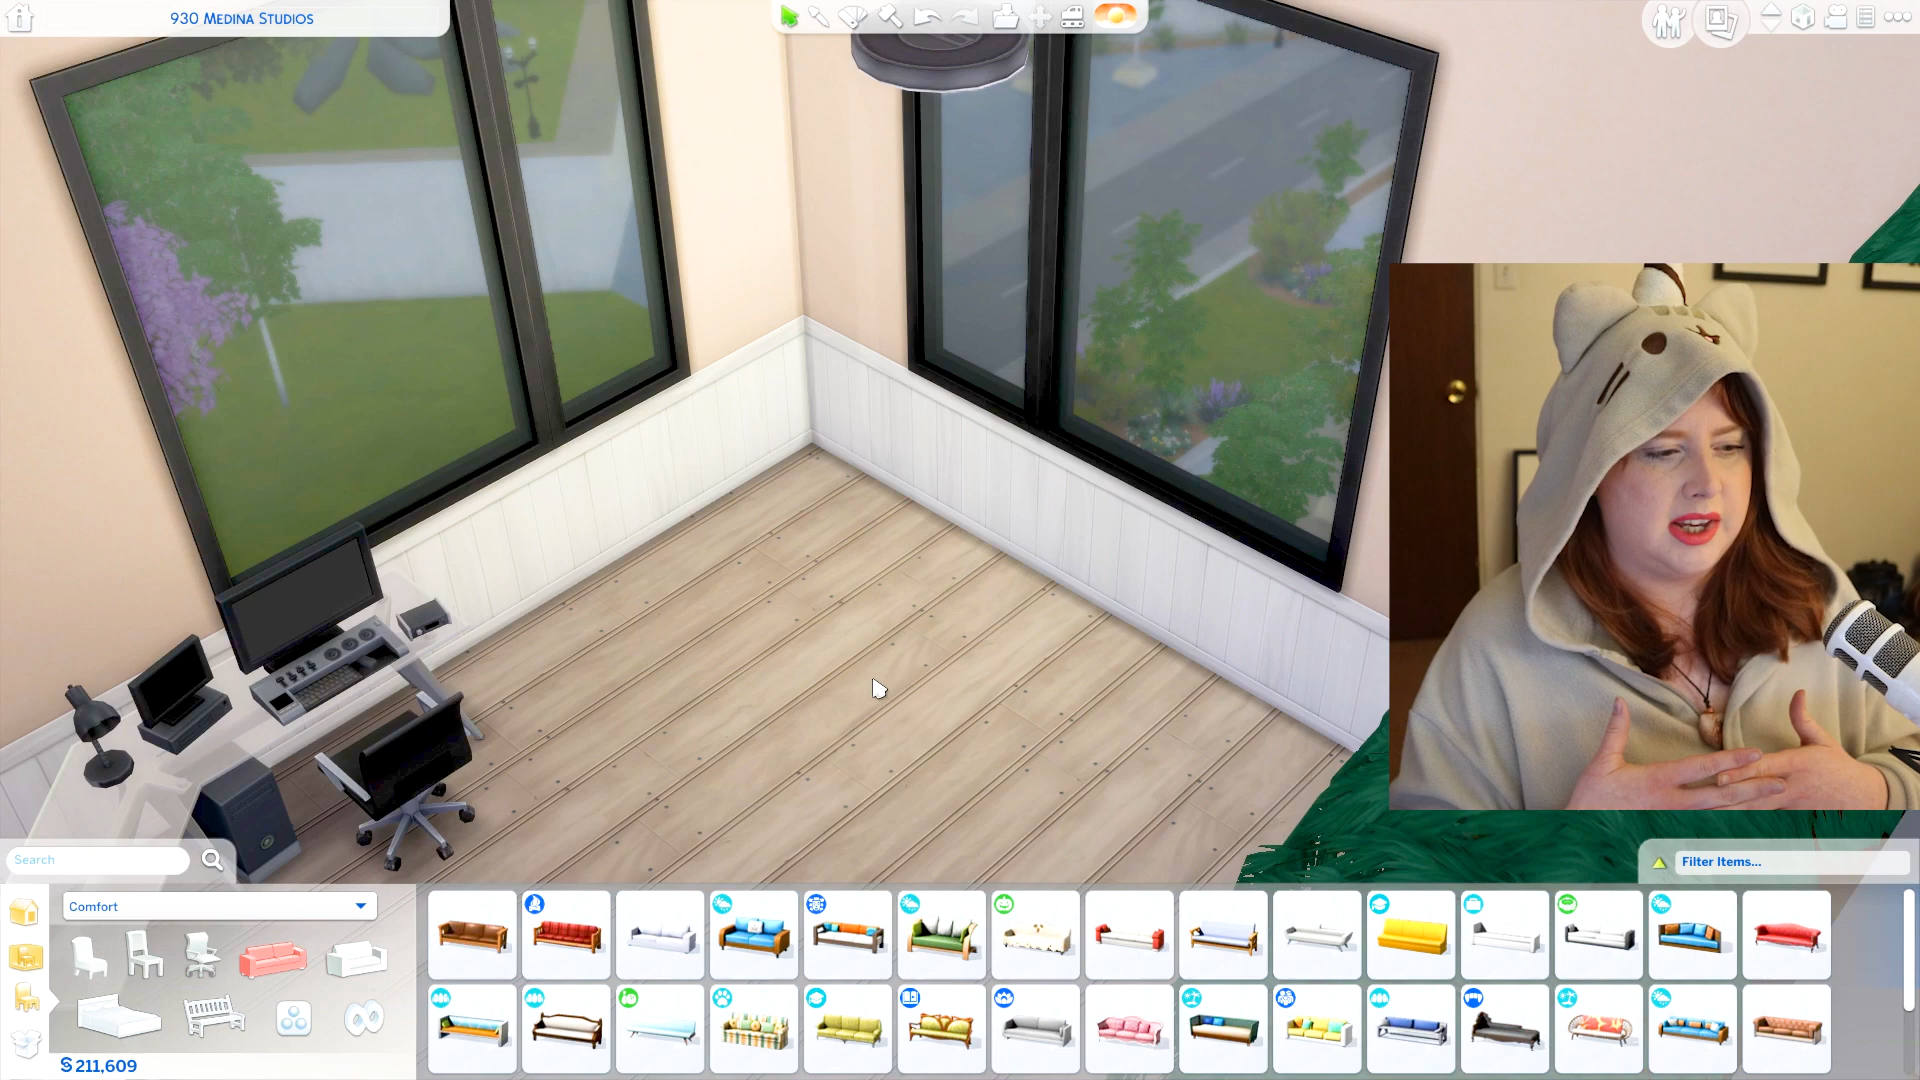 930 Medina Studios
Search
Filter Items...
Comfort
§211,609